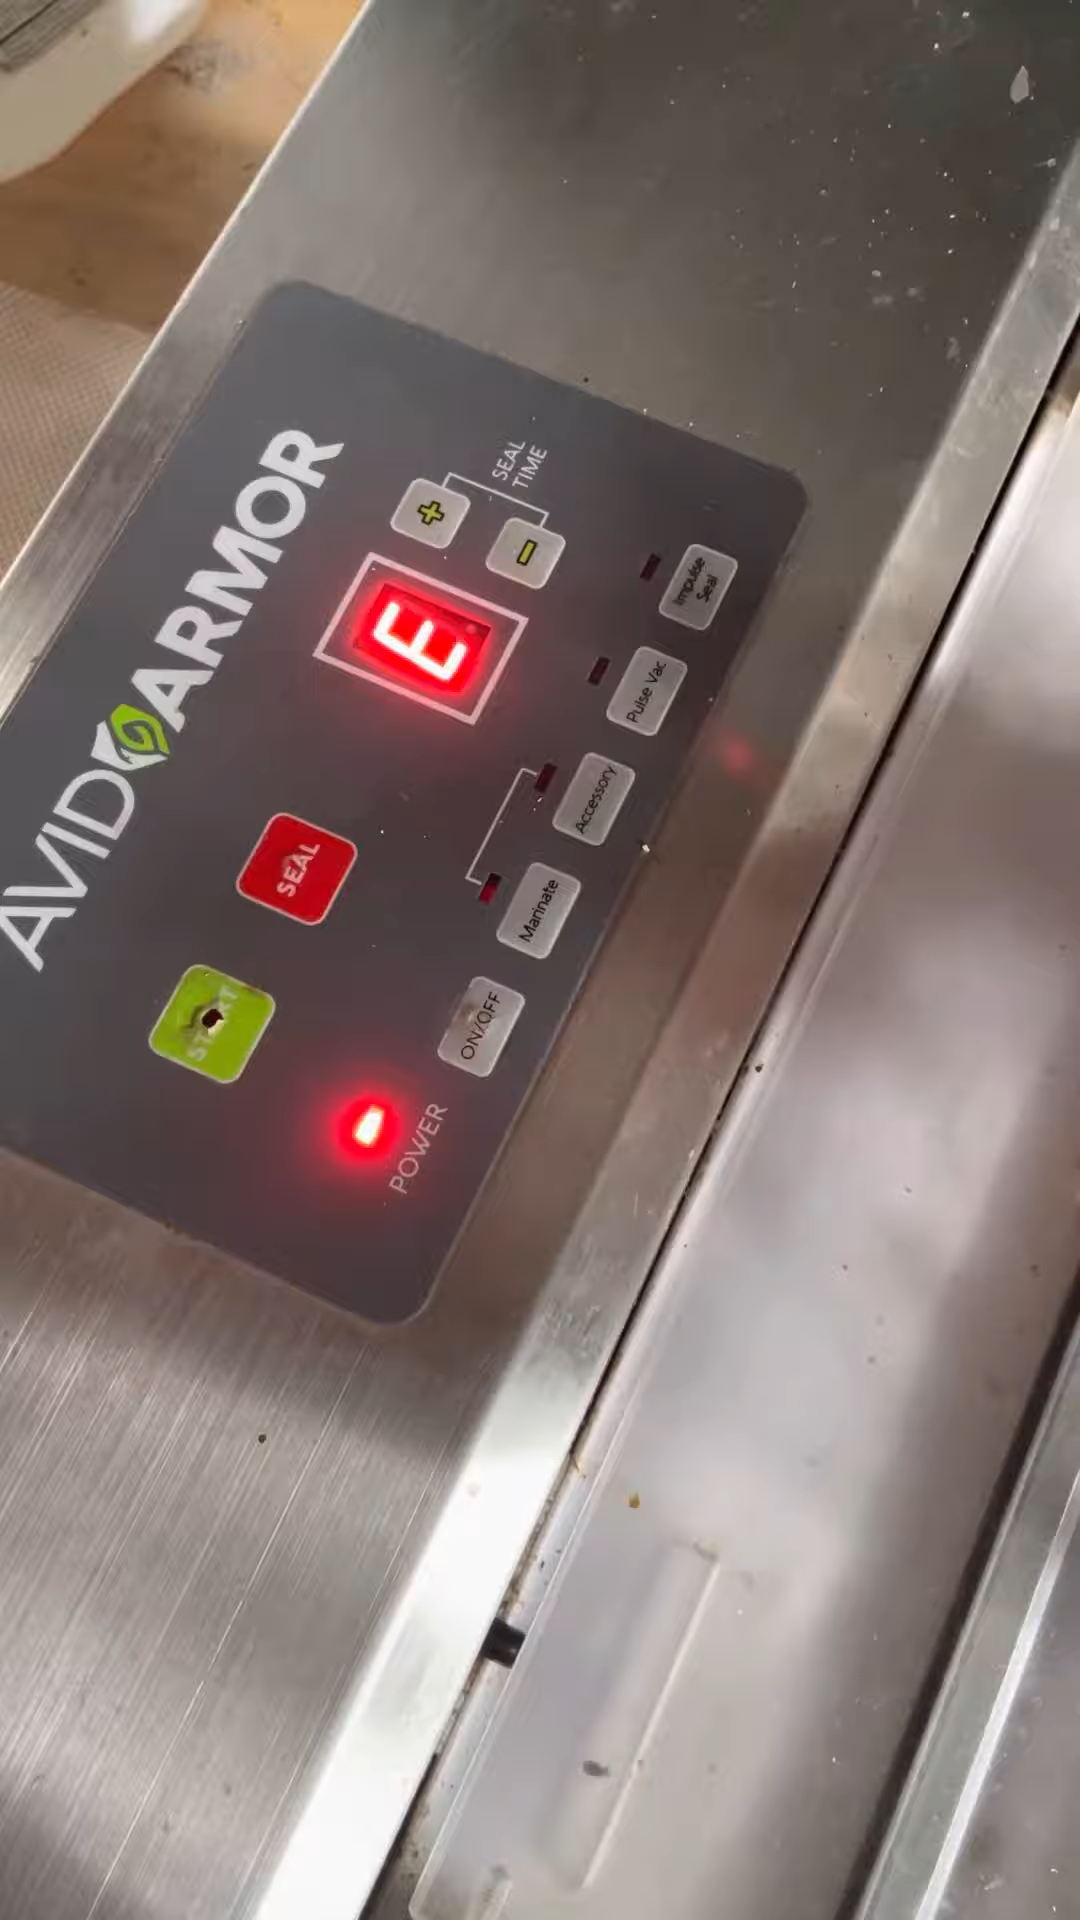 AVID ARMOR
START
SEAL
E
+
-
SEAL
TIME
POWER
ON/OFF
Marinate
Accessory
Pulse Vac
Impulse
Seal